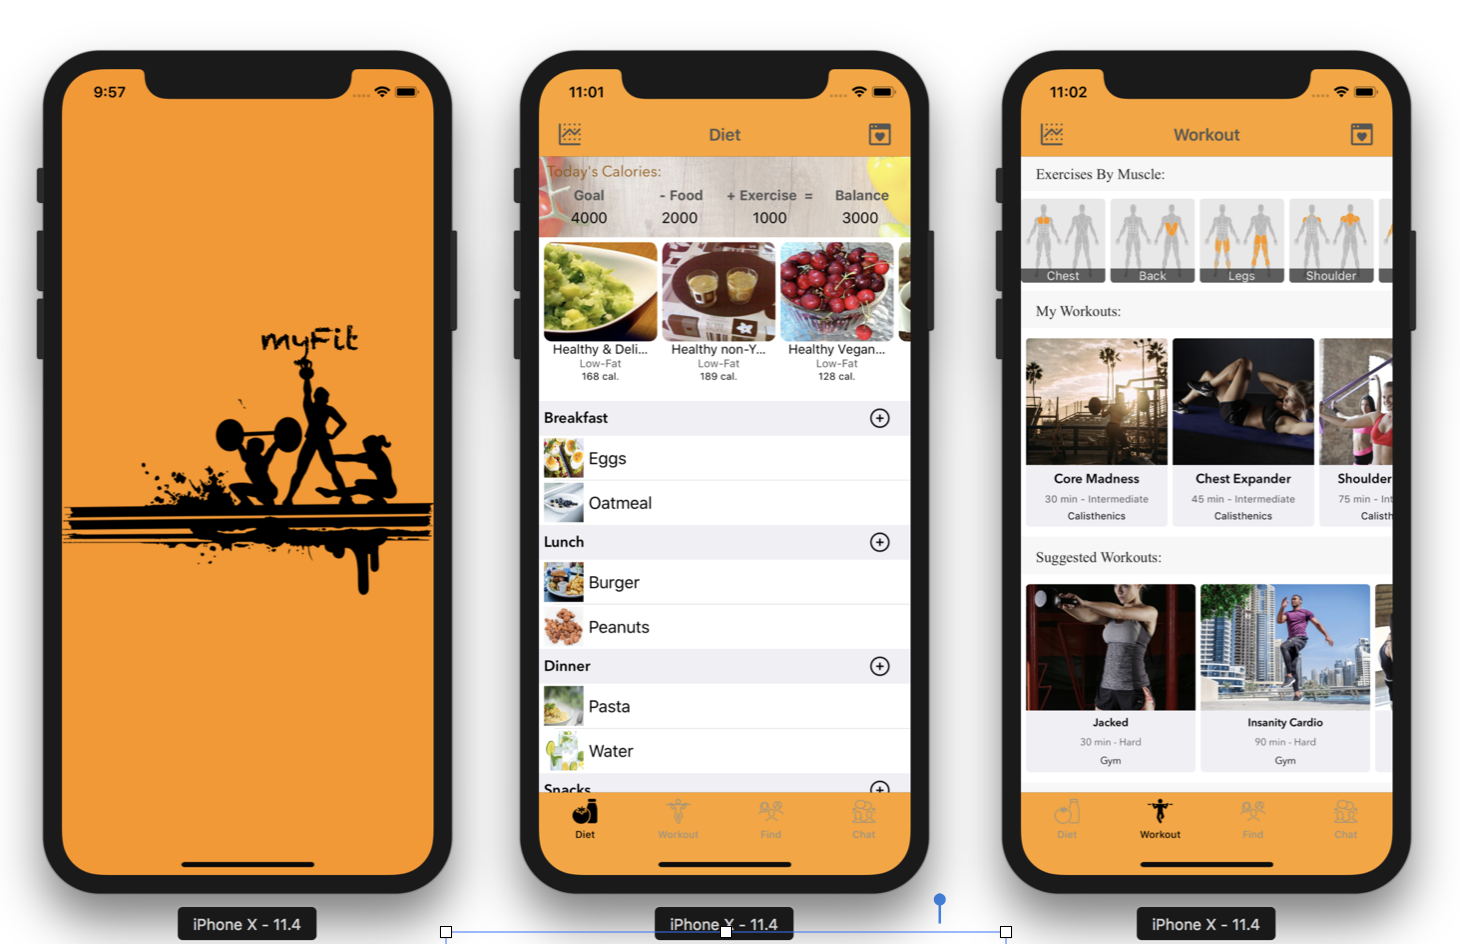 9:57
myFit
iPhone X - 11.4
11:01
Diet
Today's Calories:
Goal - Food + Exercise = Balance
4000 2000 1000 3000
Healthy & Deli... Healthy non-Y... Healthy Vegan...
Low-Fat Low-Fat Low-Fat
168 cal. 189 cal. 128 cal.
Breakfast
Eggs
Oatmeal
Lunch
Burger
Peanuts
Dinner
Pasta
Water
Snacks
Diet Workout Find Chat
iPhone X - 11.4
11:02
Workout
Exercises By Muscle:
Chest Back Legs Shoulder
My Workouts:
Core Madness Chest Expander Shoulder
30 min - Intermediate 45 min - Intermediate 75 min - Int
Calisthenics Calisthenics Calisth
Suggested Workouts:
Jacked Insanity Cardio
30 min - Hard 90 min - Hard
Gym Gym
Diet Workout Find Chat
iPhone X - 11.4